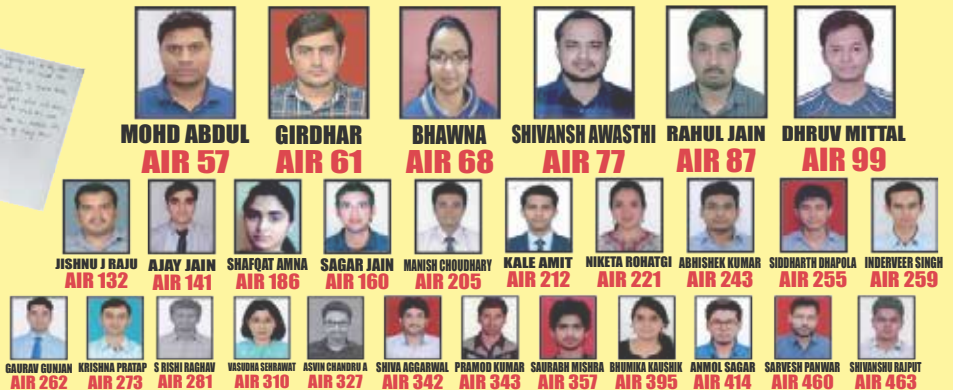 MOHD ABDUL GIRDHAR BHAWNA SHIVANSH AWASTHI RAHUL JAIN DHRUV MITTAL
AIR 57 AIR 61 AIR 68 AIR 77 AIR 87 AIR 99
JISHNU J RAJU AJAY JAIN SHAFQAT AMNA SAGAR JAIN MANISH CHOUDHARY KALE AMIT NIKETA ROHATGI ABHISHEK KUMAR SIDDHARTH DHAPOLA INDERVEER SINGH
AIR 132 AIR 141 AIR 186 AIR 160 AIR 205 AIR 212 AIR 221 AIR 243 AIR 255 AIR 259
GAURAV GUNJAN KRISHNA PRATAP S RISHI RAGHAV VASUDHA SEHRAWAT ASVIN CHANDRU A SHIVA AGGARWAL PRAMOD KUMAR SAURABH MISHRA BHUMIKA KAUSHIK ANMOL SAGAR SARVESH PANWAR SHIVANSHU RAJPUT
AIR 262 AIR 273 AIR 281 AIR 310 AIR 327 AIR 342 AIR 343 AIR 357 AIR 395 AIR 414 AIR 460 AIR 463